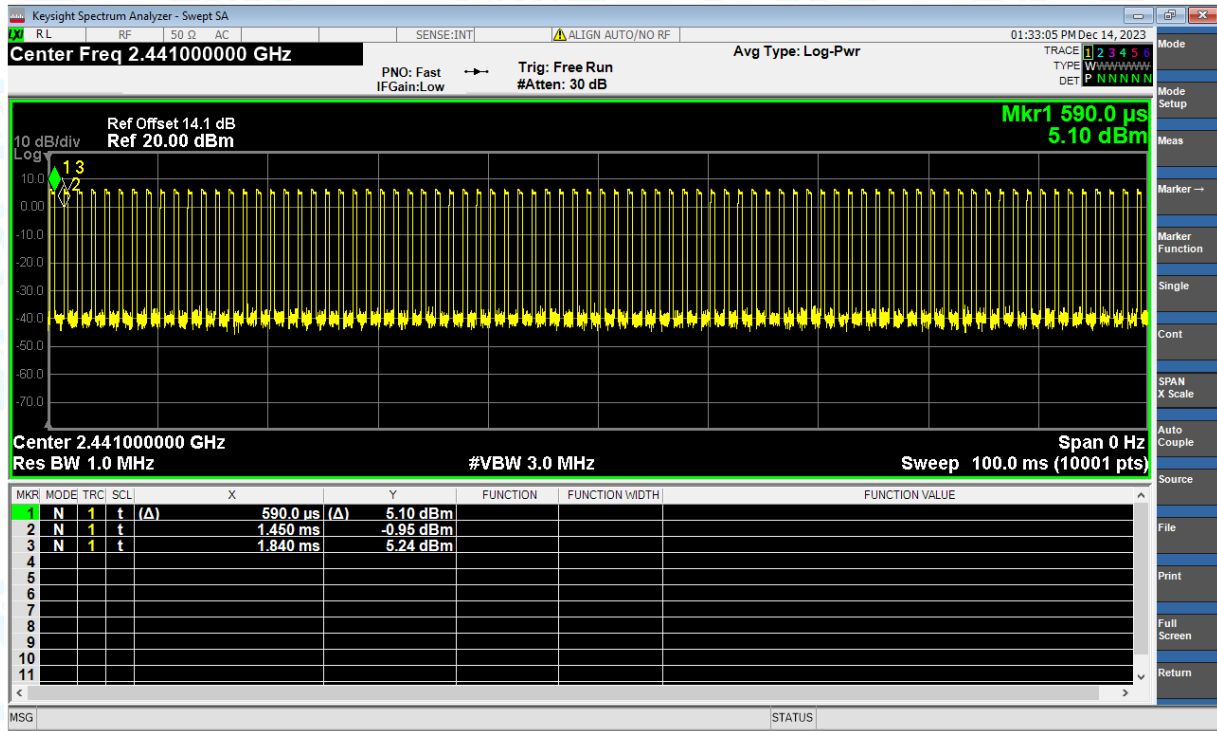 Keysight Spectrum Analyzer - Swept SA
LXI RL RF 50 Ω AC SENSE:INT ALIGN AUTO/NO RF 01:33:05 PM Dec 14, 2023
Center Freq 2.441000000 GHz
PNO: Fast
IFGain:Low
Trig: Free Run
#Atten: 30 dB
Avg Type: Log-Pwr
TRACE 1 2 3 4 5 6
TYPE WWWWWW
DET P N N N N N
Ref Offset 14.1 dB
10 dB/div Ref 20.00 dBm
Log
Mkr1 590.0 µs
5.10 dBm
1 3
2
10.0
0.00
-10.0
-20.0
-30.0
-40.0
-50.0
-60.0
-70.0
Center 2.441000000 GHz Span 0 Hz
Res BW 1.0 MHz #VBW 3.0 MHz Sweep 100.0 ms (10001 pts)
MKR MODE TRC SCL X Y FUNCTION FUNCTION WIDTH FUNCTION VALUE
1 N 1 t (Δ) 590.0 µs (Δ) 5.10 dBm
2 N 1 t 1.450 ms -0.95 dBm
3 N 1 t 1.840 ms 5.24 dBm
4
5
6
7
8
9
10
11
MSG STATUS
Mode
Mode
Setup
Meas
Marker→
Marker
Function
Single
Cont
SPAN
X Scale
Auto
Couple
Source
File
Print
Full
Screen
Return